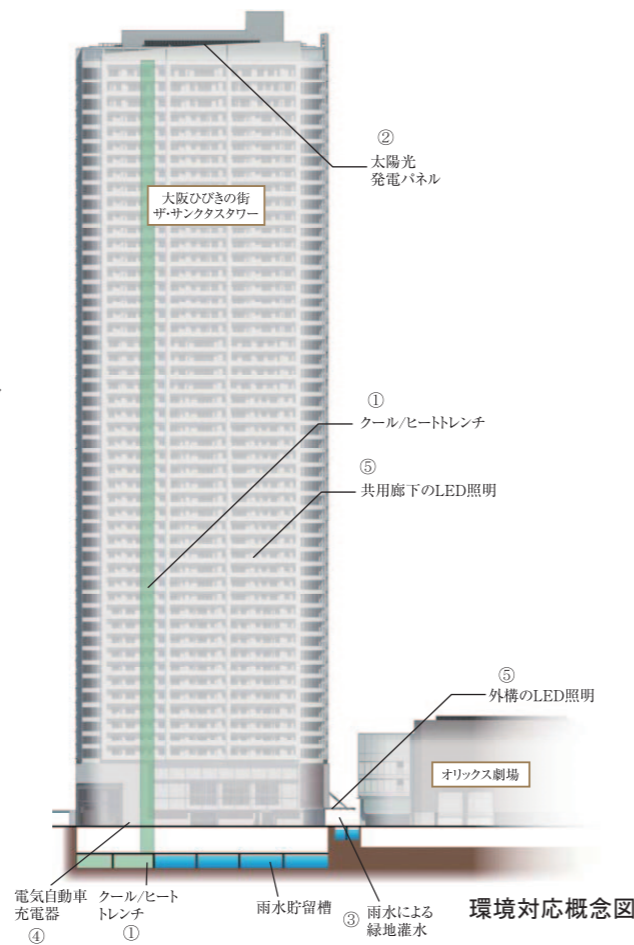 ②
太陽光
発電パネル
大阪ひびきの街
ザ・サンクタスタワー
①
クール/ヒートトレンチ
⑤
共用廊下のLED照明
⑤
外構のLED照明
オリックス劇場
電気自動車
充電器
④
クール/ヒート
トレンチ
①
雨水貯留槽
③ 雨水による
緑地灌水
環境対応概念図